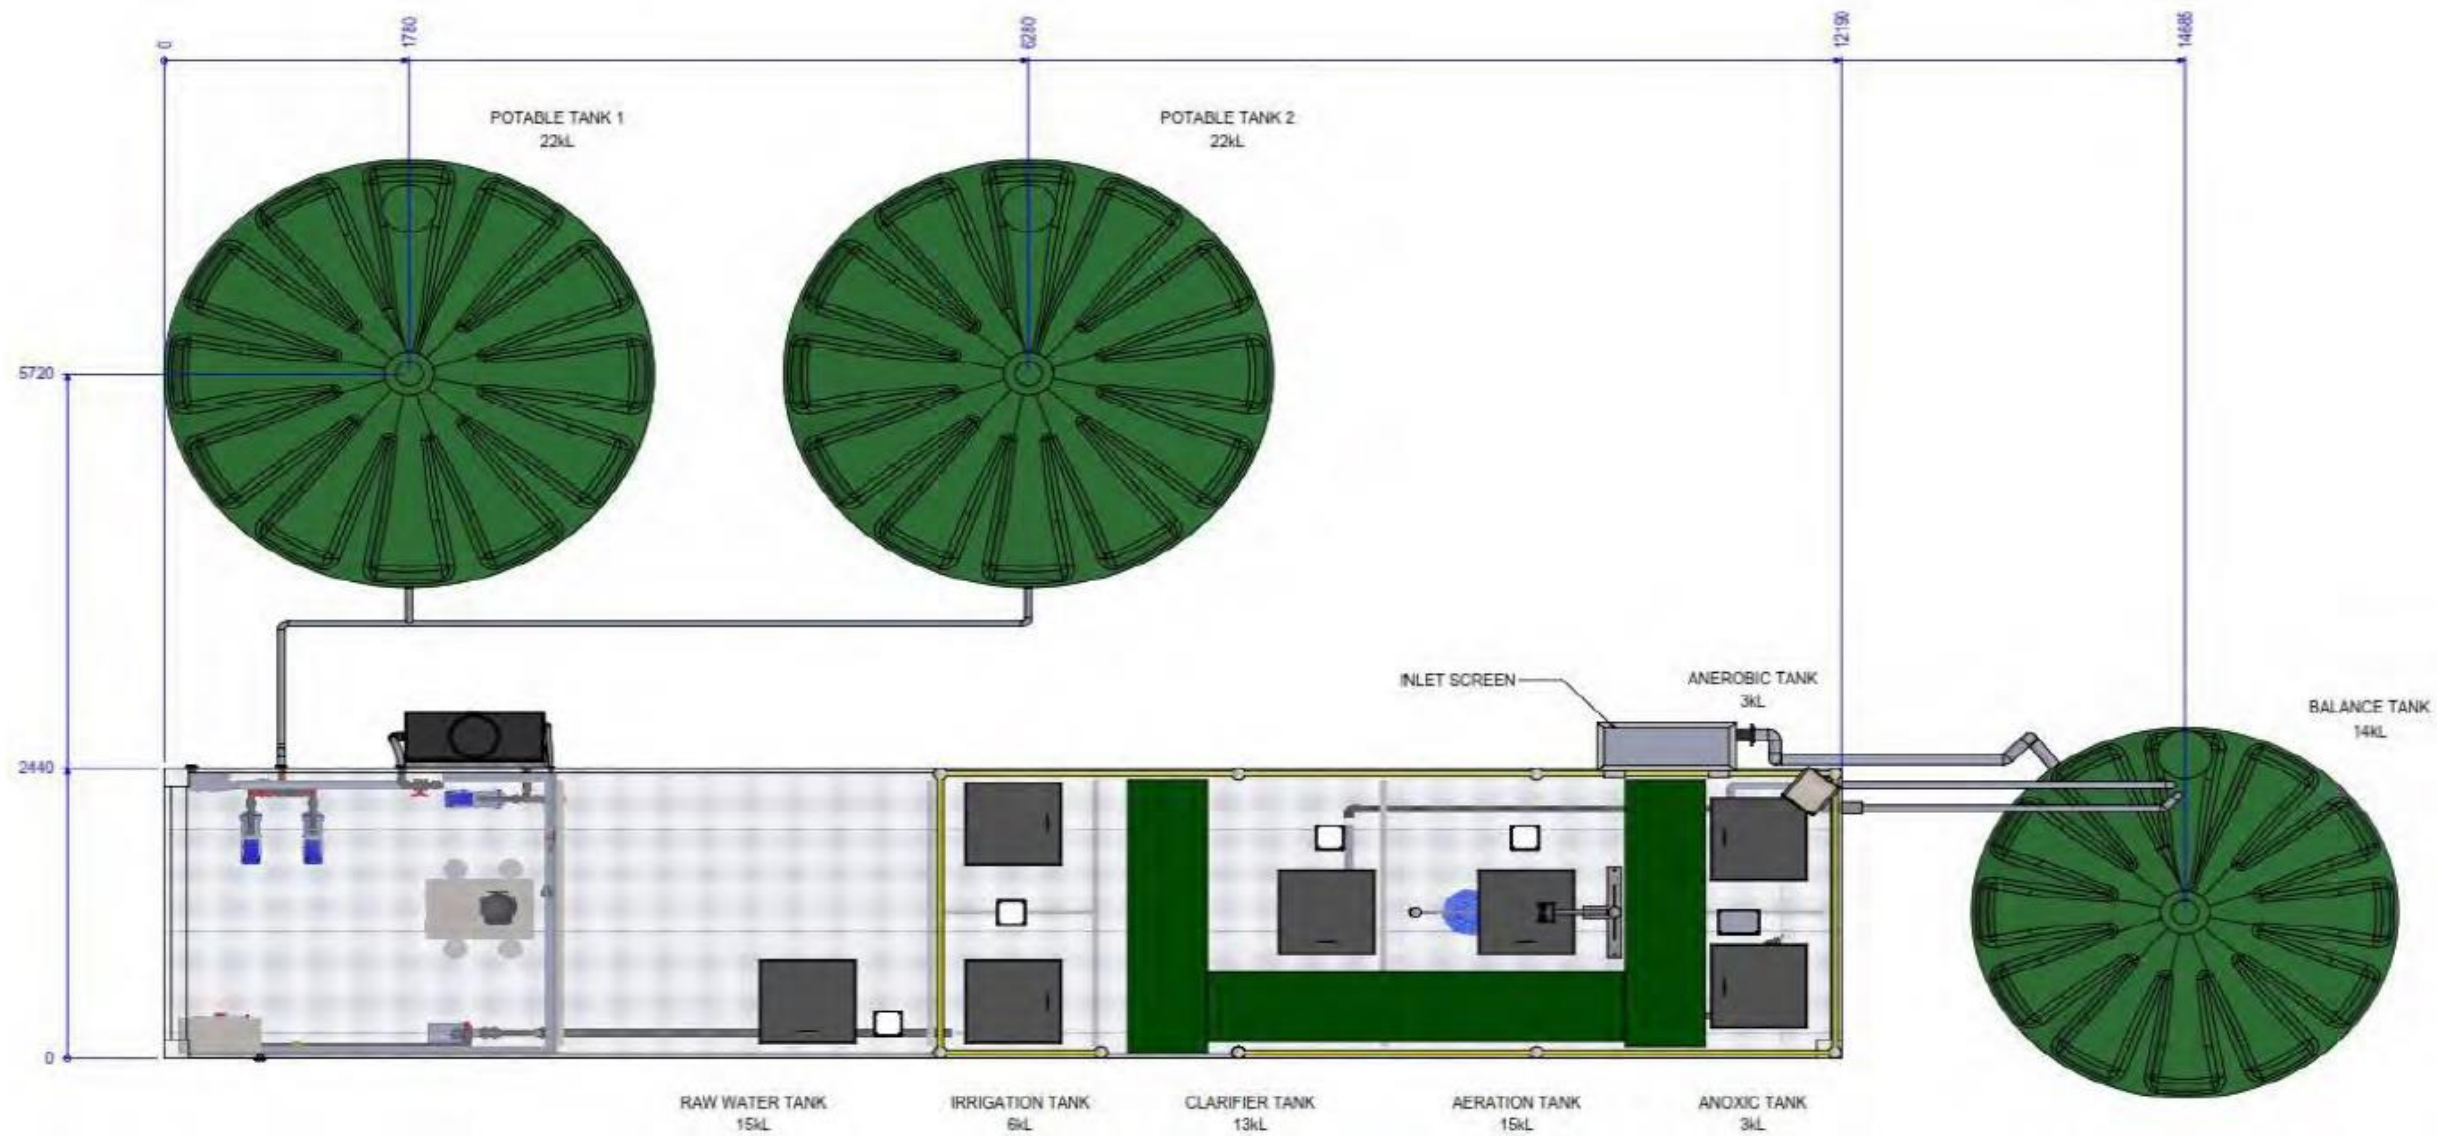 0
1780
6280
12190
14685
POTABLE TANK 1
22kL
POTABLE TANK 2
22kL
5720
INLET SCREEN
ANEROBIC TANK
3kL
BALANCE TANK
14kL
2440
0
RAW WATER TANK
15kL
IRRIGATION TANK
6kL
CLARIFIER TANK
13kL
AERATION TANK
15kL
ANOXIC TANK
3kL